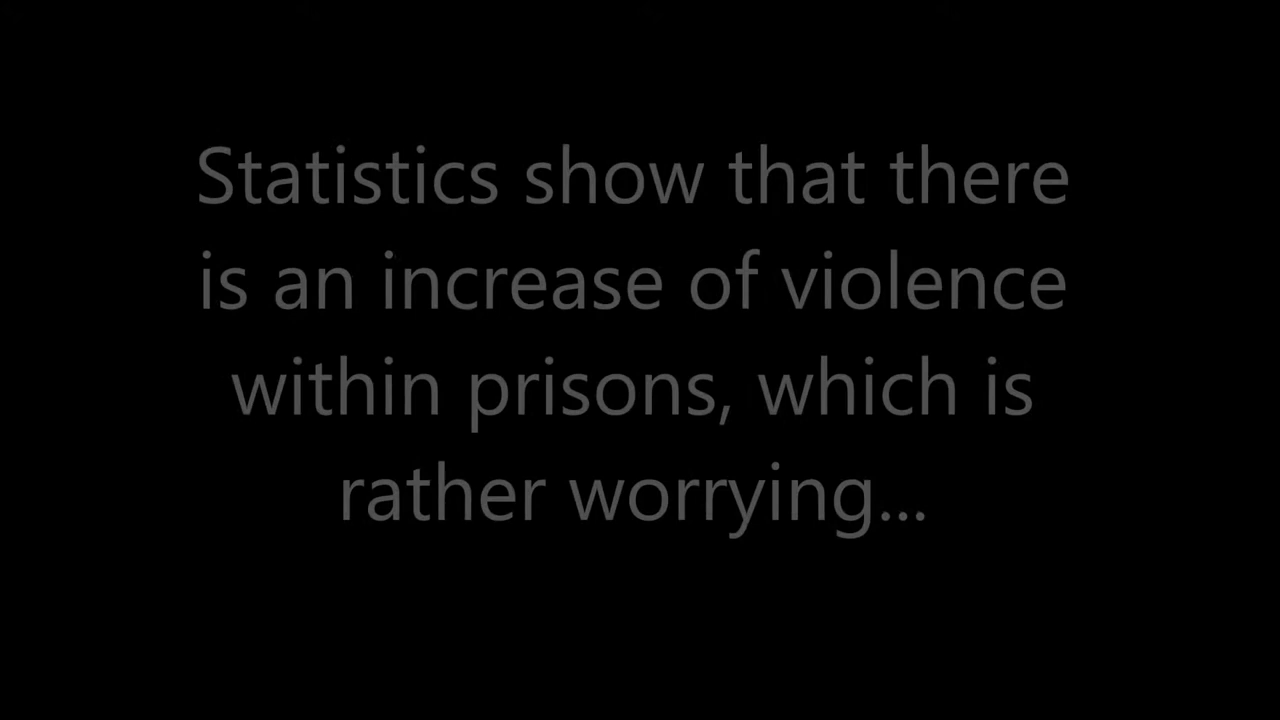 Statistics show that there
is an increase of violence
within prisons, which is
rather worrying...